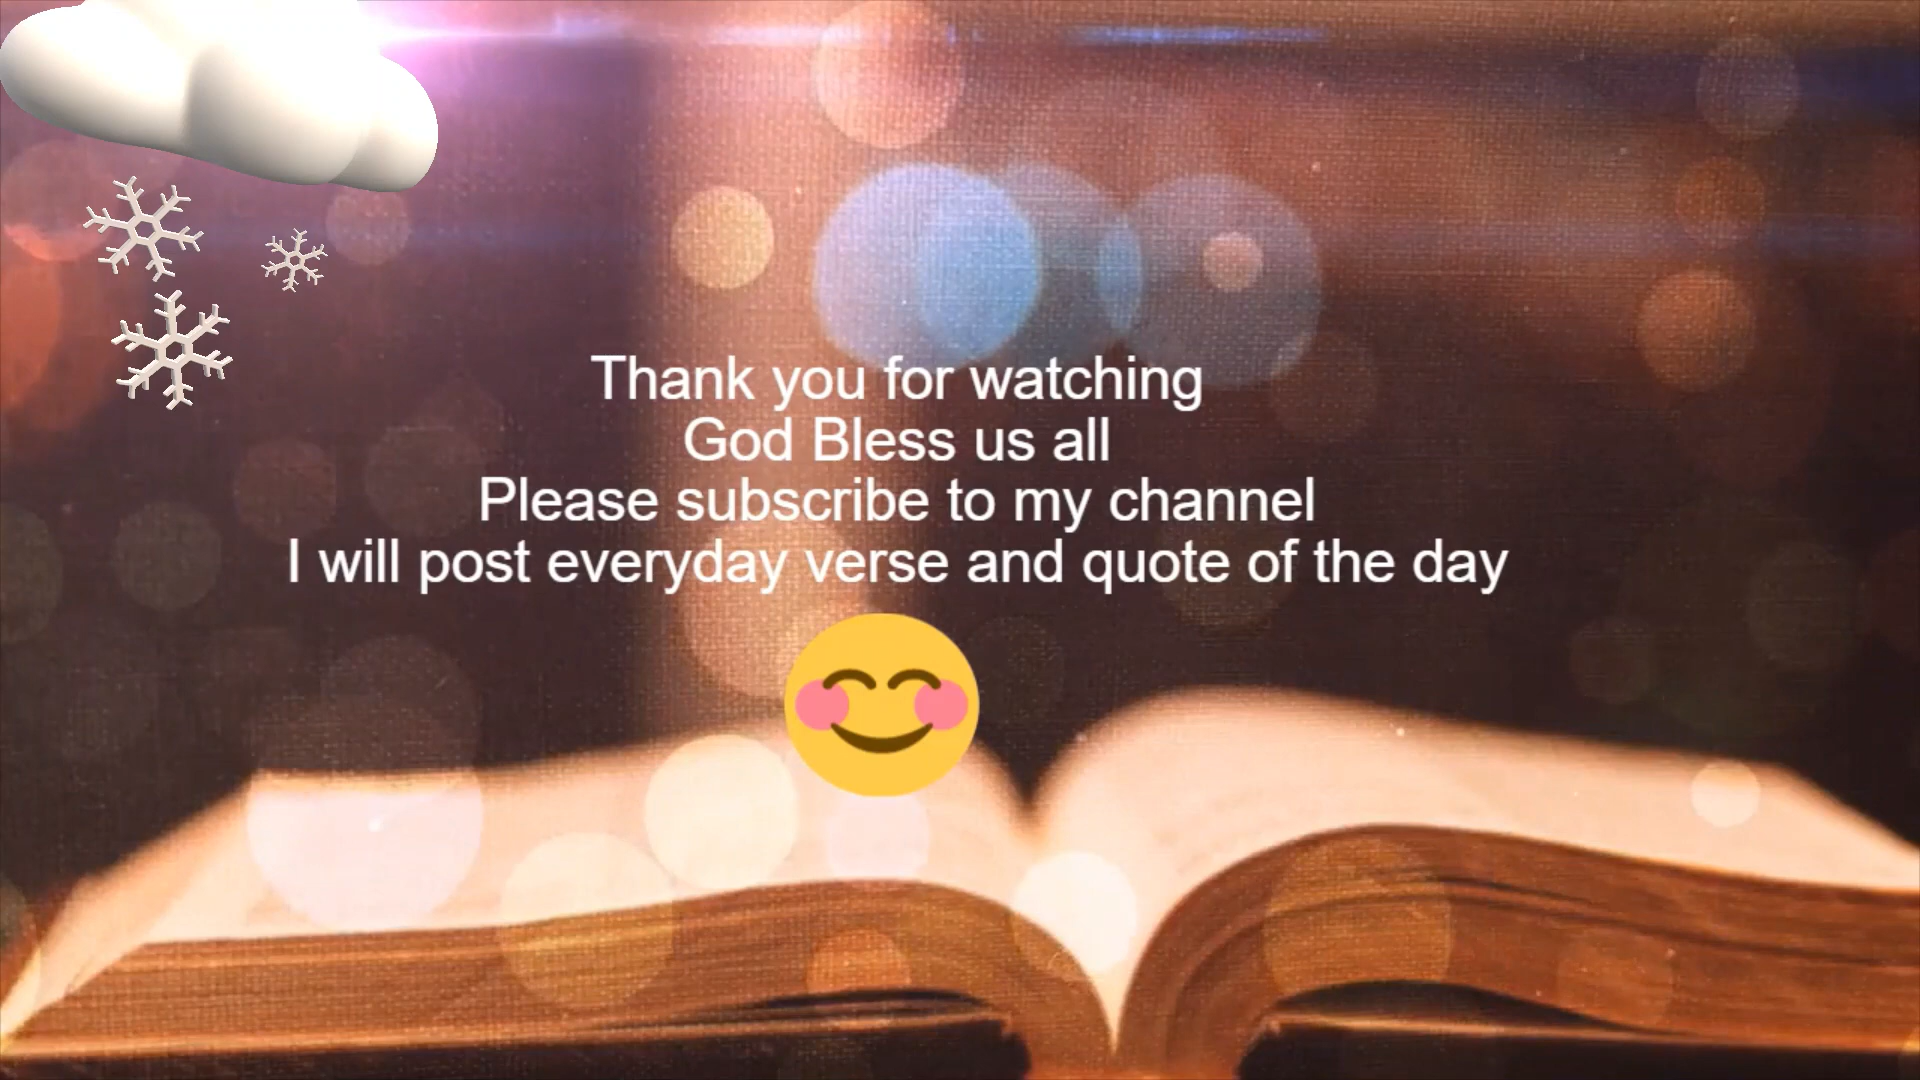 Thank you for watching
God Bless us all
Please subscribe to my channel
I will post everyday verse and quote of the day